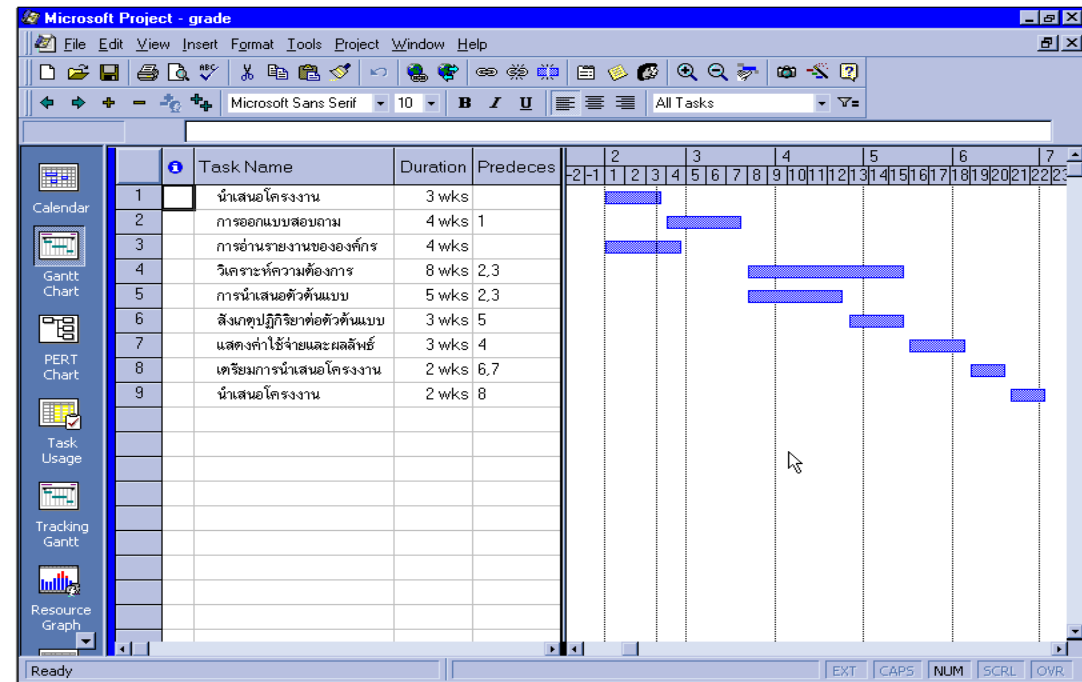 Microsoft Project - grade
File Edit View Insert Format Tools Project Window Help
ABC
Microsoft Sans Serif 10 B I U All Tasks
Task Name Duration Predeces 2 3 4 5 6 7
-2 -1 1 2 3 4 5 6 7 8 9 10 11 12 13 14 15 16 17 18 19 20 21 22 23
1 นำเสนอโครงงาน 3 wks
2 การออกแบบสอบถาม 4 wks 1
3 การอ่านรายงานขององค์กร 4 wks
4 วิเคราะห์ความต้องการ 8 wks 2,3
5 การนำเสนอตัวต้นแบบ 5 wks 2,3
6 สังเกตุปฏิกิริยาต่อตัวต้นแบบ 3 wks 5
7 แสดงค่าใช้จ่ายและผลลัพธ์ 3 wks 4
8 เตรียมการนำเสนอโครงงาน 2 wks 6,7
9 นำเสนอโครงงาน 2 wks 8
Calendar
Gantt
Chart
PERT
Chart
Task
Usage
Tracking
Gantt
Resource
Graph
Ready EXT CAPS NUM SCRL OVR